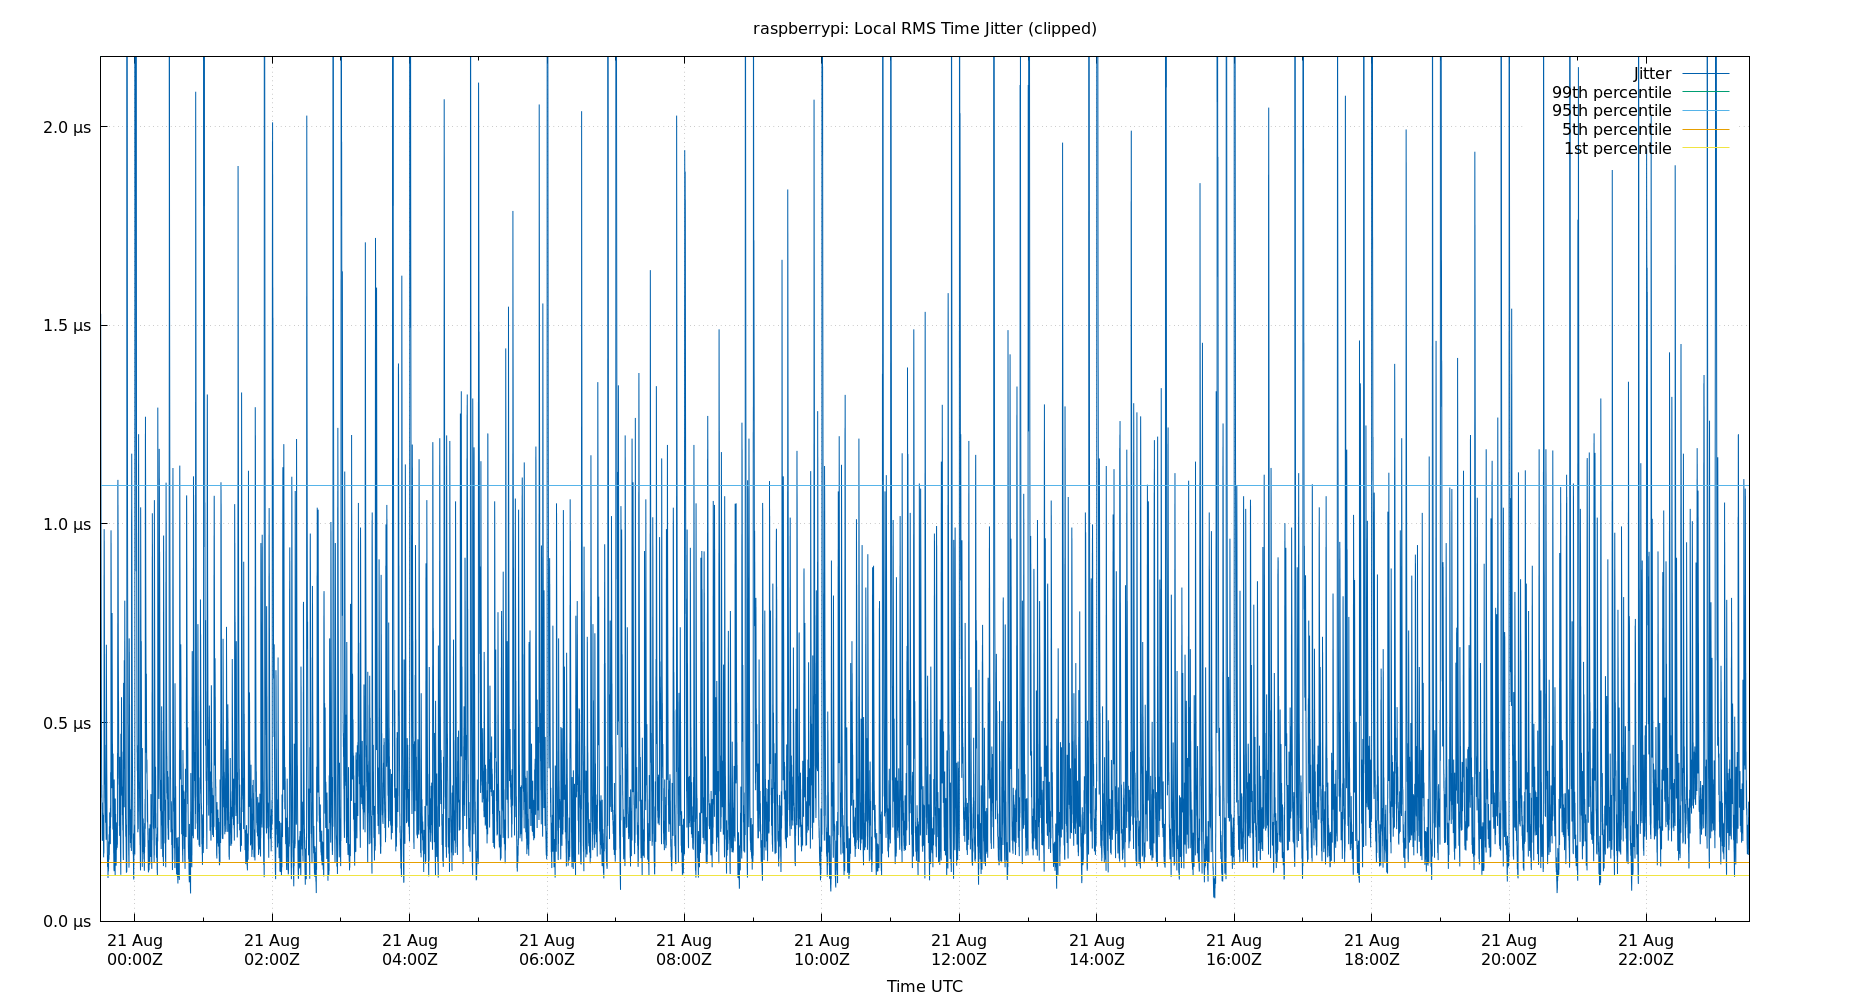 raspberrypi: Local RMS Time Jitter (clipped)
Jitter
99th percentile
95th percentile
5th percentile
1st percentile
2.0 µs
1.5 µs
1.0 µs
0.5 µs
0.0 µs
21 Aug 21 Aug 21 Aug 21 Aug 21 Aug 21 Aug 21 Aug 21 Aug 21 Aug 21 Aug 21 Aug 21 Aug
00:00Z 02:00Z 04:00Z 06:00Z 08:00Z 10:00Z 12:00Z 14:00Z 16:00Z 18:00Z 20:00Z 22:00Z
Time UTC